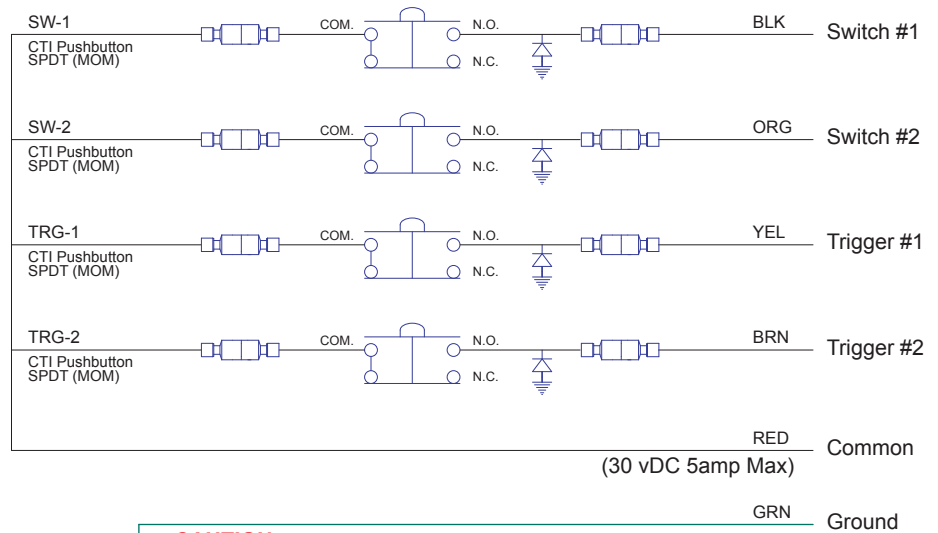 SW-1
CTI Pushbutton
SPDT (MOM)
COM.
N.O.
N.C.
BLK
Switch #1
SW-2
CTI Pushbutton
SPDT (MOM)
COM.
N.O.
N.C.
ORG
Switch #2
TRG-1
CTI Pushbutton
SPDT (MOM)
COM.
N.O.
N.C.
YEL
Trigger #1
TRG-2
CTI Pushbutton
SPDT (MOM)
COM.
N.O.
N.C.
BRN
Trigger #2
RED
Common
(30 vDC 5amp Max)
GRN
Ground
CAUTION